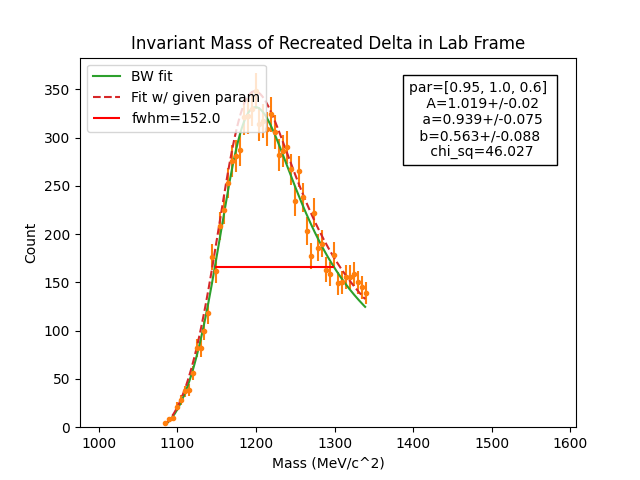 Invariant Mass of Recreated Delta in Lab Frame
BW fit
Fit w/ given param
fwhm=152.0
par=[0.95, 1.0, 0.6]
A=1.019+/-0.02
a=0.939+/-0.075
b=0.563+/-0.088
chi_sq=46.027
Count
350
300
250
200
150
100
50
0
1000 1100 1200 1300 1400 1500 1600
Mass (MeV/c^2)